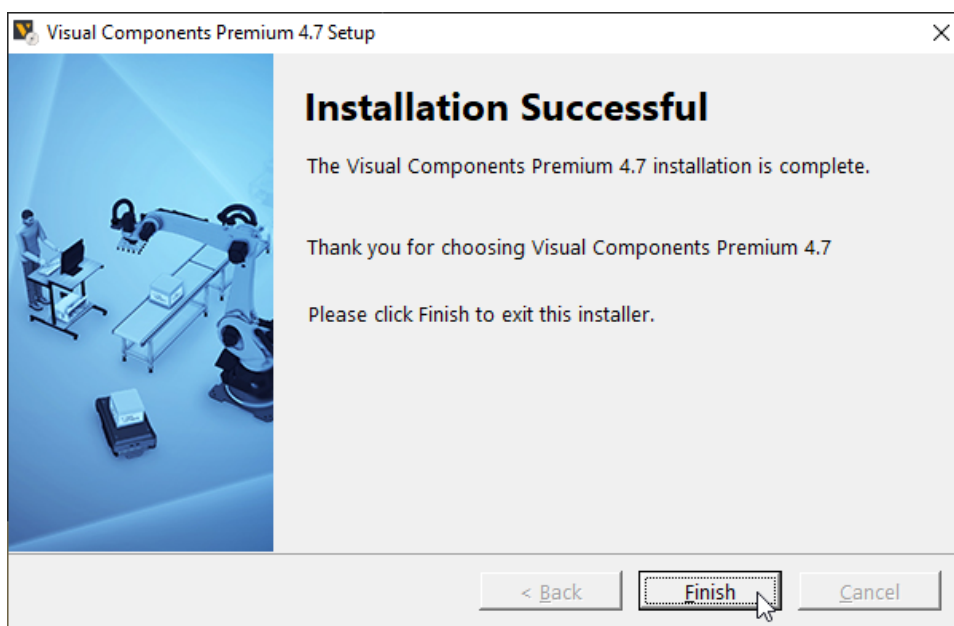 Visual Components Premium 4.7 Setup
Installation Successful
The Visual Components Premium 4.7 installation is complete.
Thank you for choosing Visual Components Premium 4.7
Please click Finish to exit this installer.
< Back
Finish
Cancel